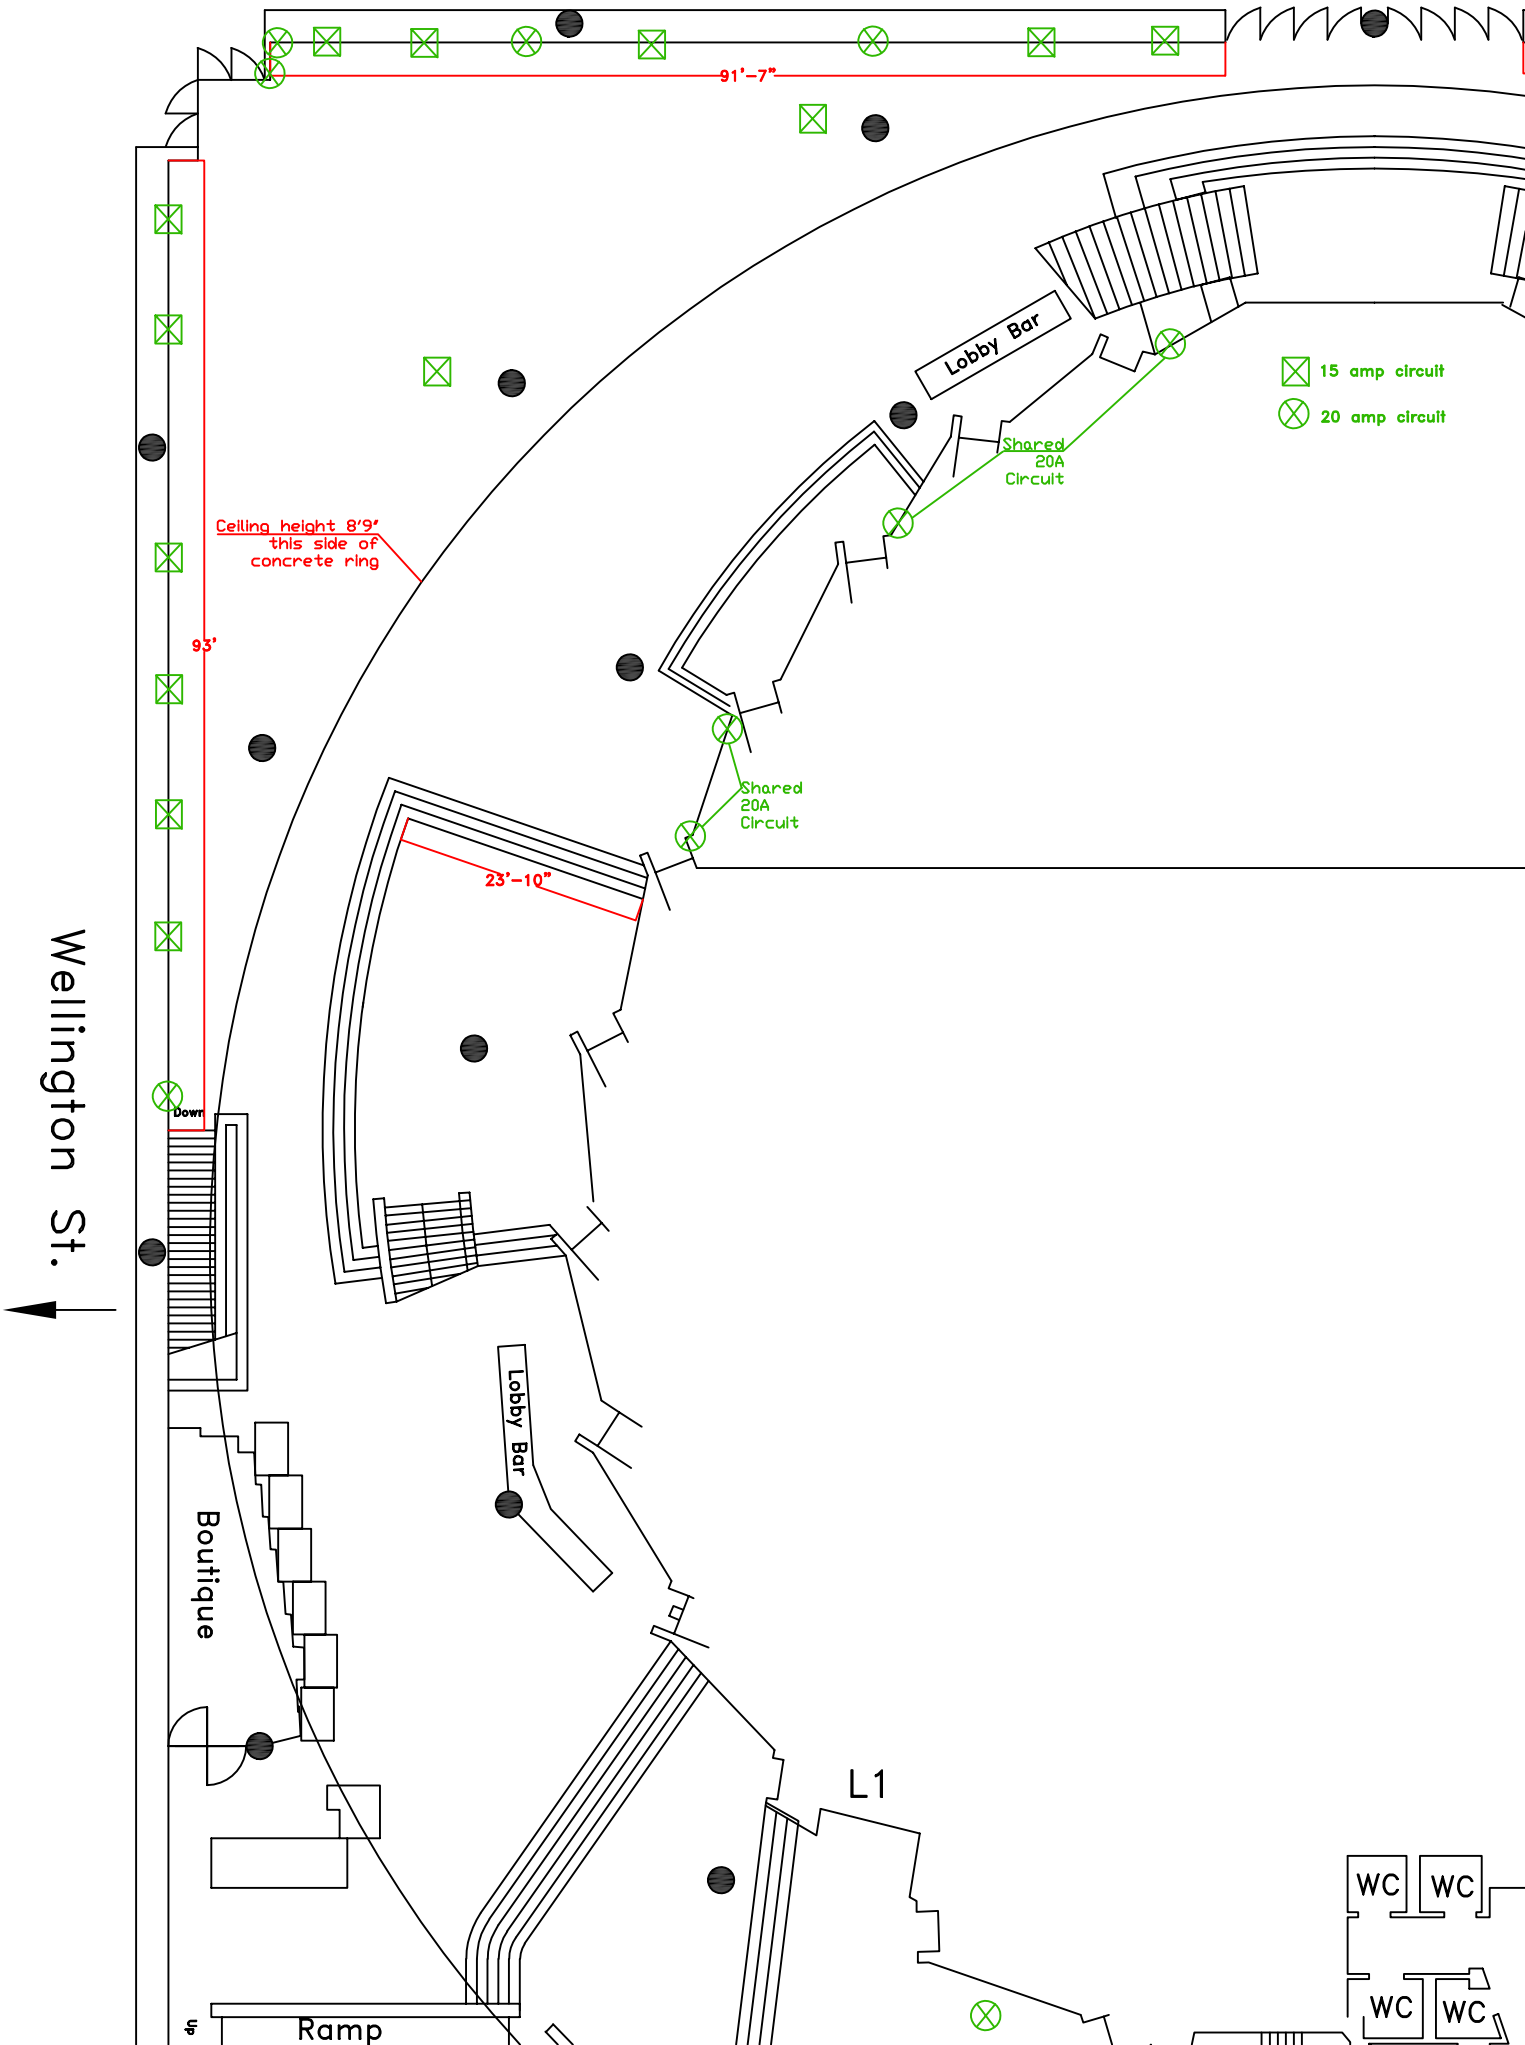 91'-7"
Lobby Bar
15 amp circuit
20 amp circuit
Shared
20A
Circuit
Ceiling height 8'9"
this side of
concrete ring
93'
Shared
20A
Circuit
23'-10"
Wellington St.
Down
Lobby Bar
Boutique
L1
WC
WC
WC
WC
Up
Ramp